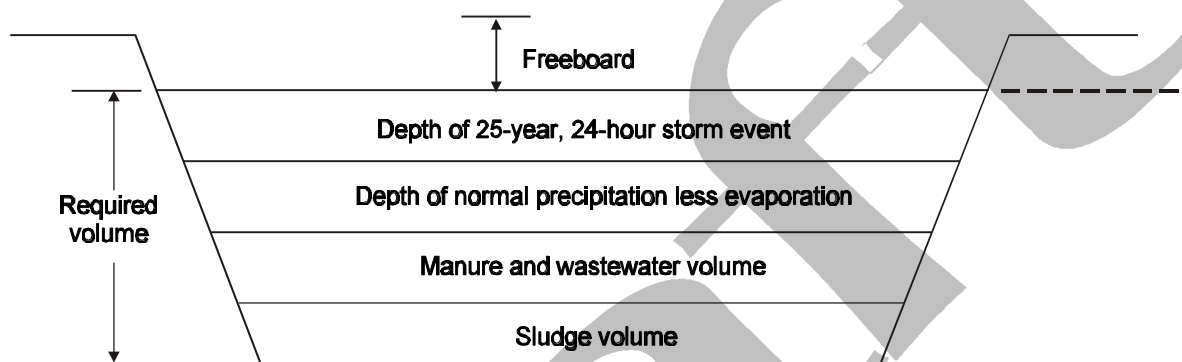 Freeboard
Depth of 25-year, 24-hour storm event
Depth of normal precipitation less evaporation
Required
volume
Manure and wastewater volume
Sludge volume